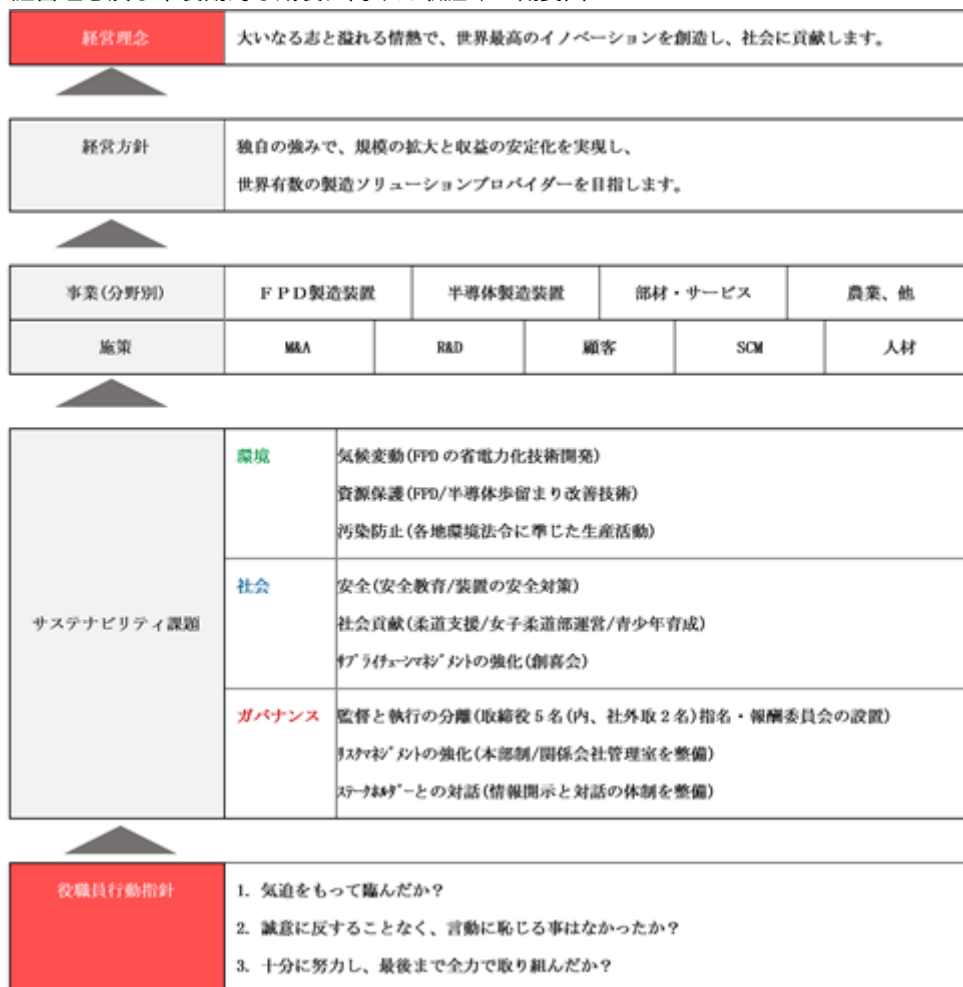 経営理念
大いなる志と溢れる情熱で、世界最高のイノベーションを創造し、社会に貢献します。
経営方針
独自の強みで、規模の拡大と収益の安定化を実現し、
世界有数の製造ソリューションプロバイダーを目指します。
事業(分野別) FPD製造装置 半導体製造装置 部材・サービス 農業、他
施策 M&A R&D 顧客 SCM 人材
サステナビリティ課題
環境 気候変動(FPDの省電力化技術開発)
資源保護(FPD/半導体歩留まり改善技術)
汚染防止(各地環境法令に準じた生産活動)
社会 安全(安全教育/装置の安全対策)
社会貢献(柔道支援/女子柔道部運営/青少年育成)
ｻﾌﾟﾗｲﾁｪｰﾝﾏﾈｼﾞﾒﾝﾄの強化(創喜会)
ガバナンス 監督と執行の分離(取締役5名(内、社外取2名)指名・報酬委員会の設置)
ﾘｽｸﾏﾈｼﾞﾒﾝﾄの強化(本部制/関係会社管理室を整備)
ｽﾃｰｸﾎﾙﾀﾞｰとの対話(情報開示と対話の体制を整備)
役職員行動指針
1. 気迫をもって臨んだか？
2. 誠意に反することなく、言動に恥じる事はなかったか？
3. 十分に努力し、最後まで全力で取り組んだか？